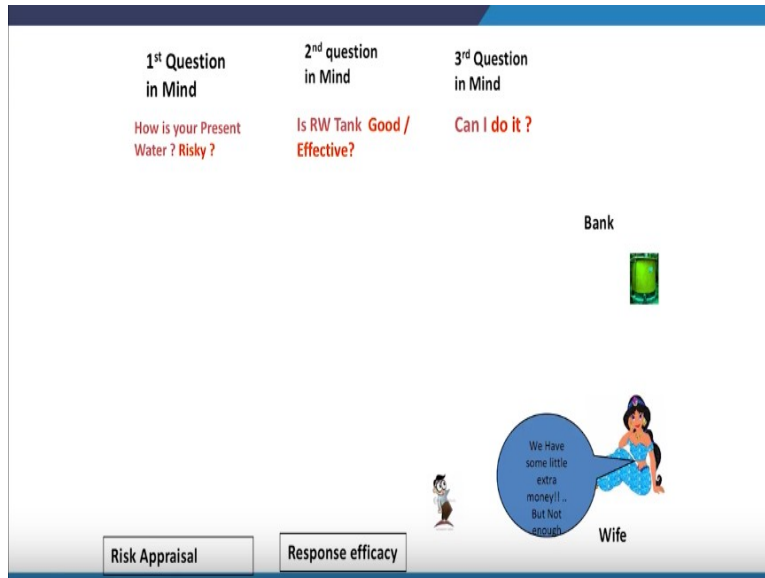 1st Question
in Mind
How is your Present
Water ? Risky ?
2nd question
in Mind
Is RW Tank Good /
Effective?
3rd Question
in Mind
Can I do it ?
Bank
We Have
some little
extra
money!! ..
But Not
enough
Wife
Risk Appraisal
Response efficacy